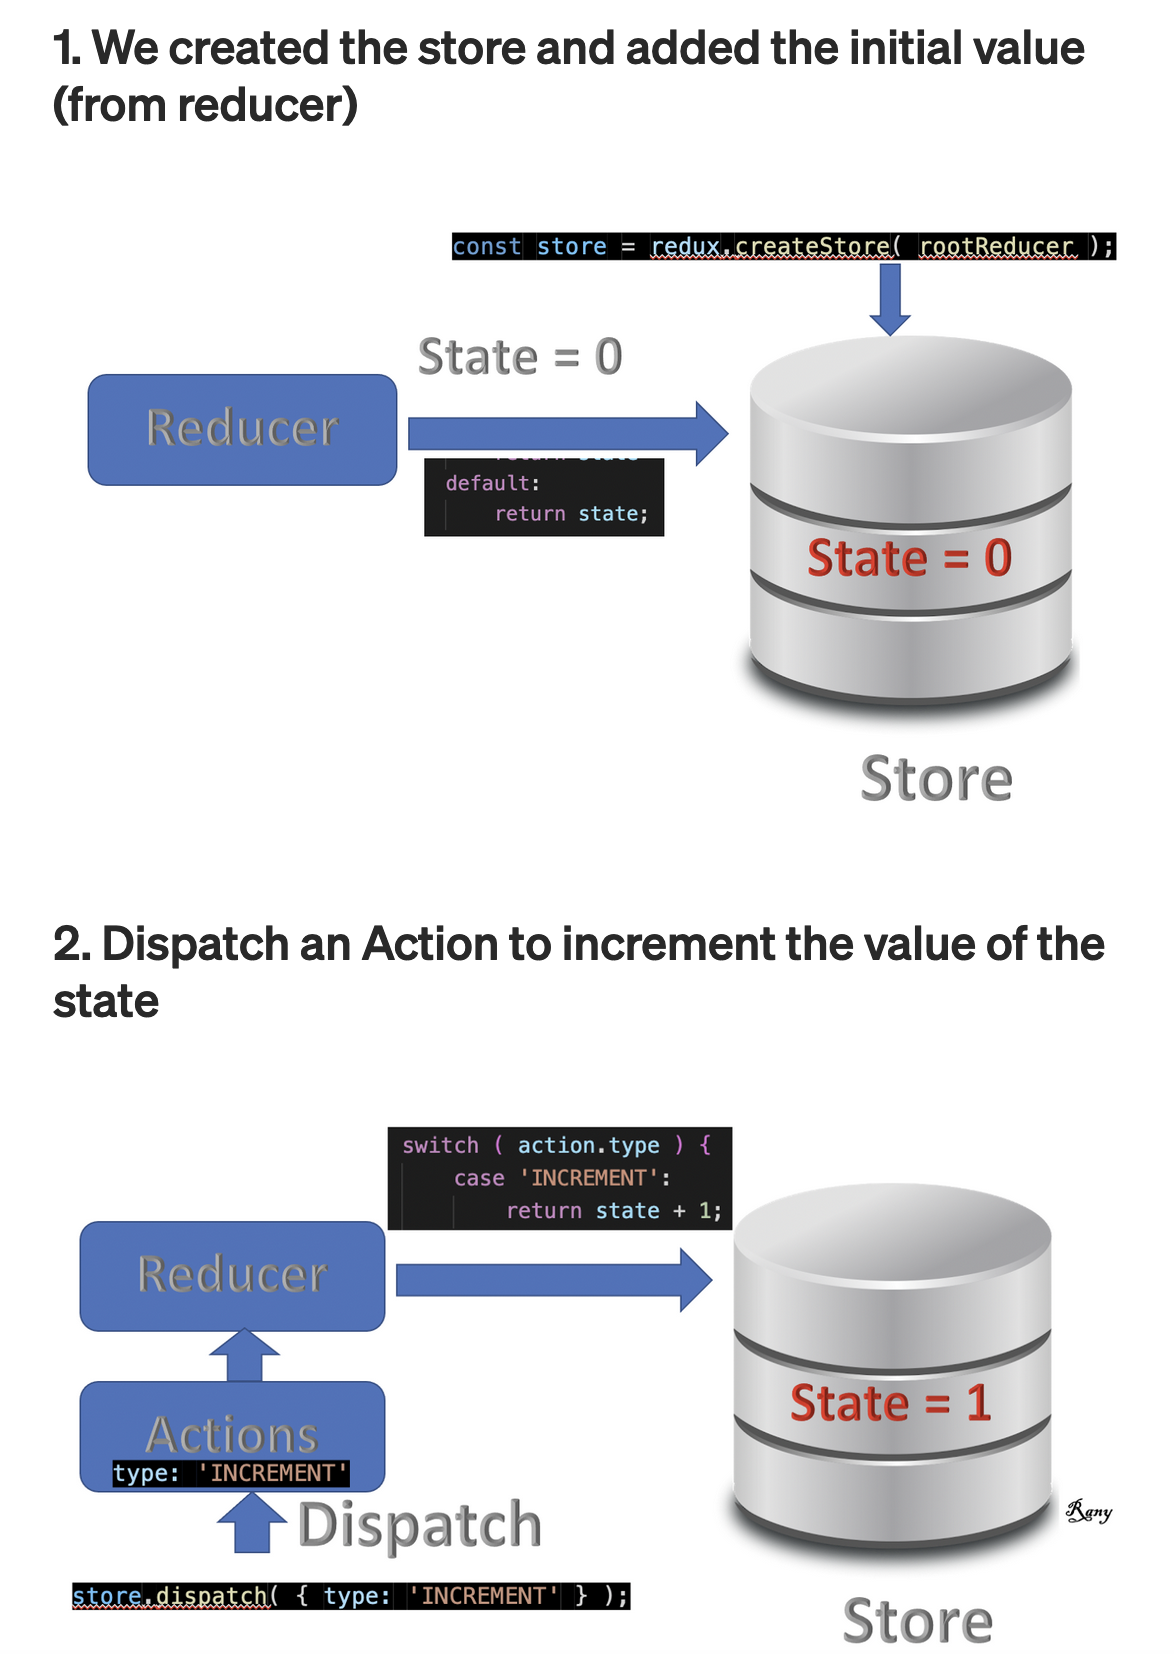 1. We created the store and added the initial value
(from reducer)
const store = redux.createStore( rootReducer );
State = 0
Reducer
default:
return state;
State = 0
Store
2. Dispatch an Action to increment the value of the
state
switch ( action.type ) {
case 'INCREMENT':
return state + 1;
Reducer
Actions
type: 'INCREMENT'
State = 1
Rany
Dispatch
store.dispatch( { type: 'INCREMENT' } );
Store